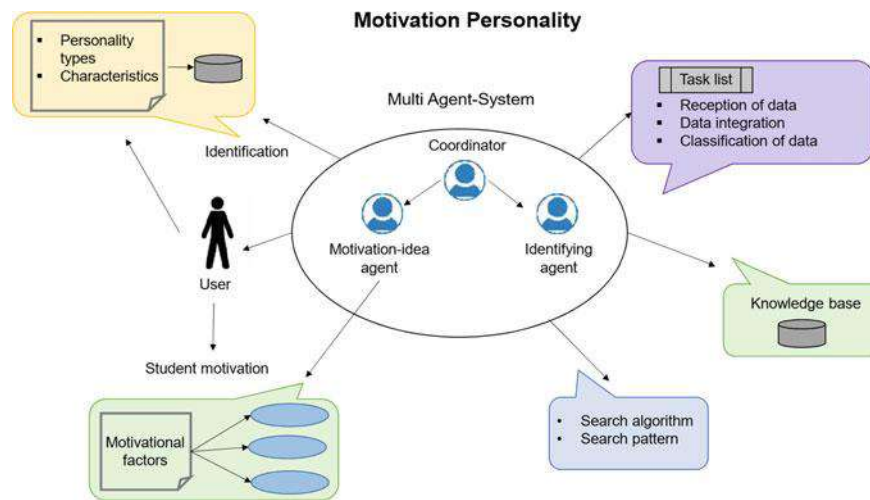 Motivation Personality
Personality
types
Characteristics
Identification
Multi Agent-System
Coordinator
Motivation-idea
agent
Identifying
agent
Task list
Reception of data
Data integration
Classification of data
User
Knowledge base
Student motivation
Motivational
factors
Search algorithm
Search pattern